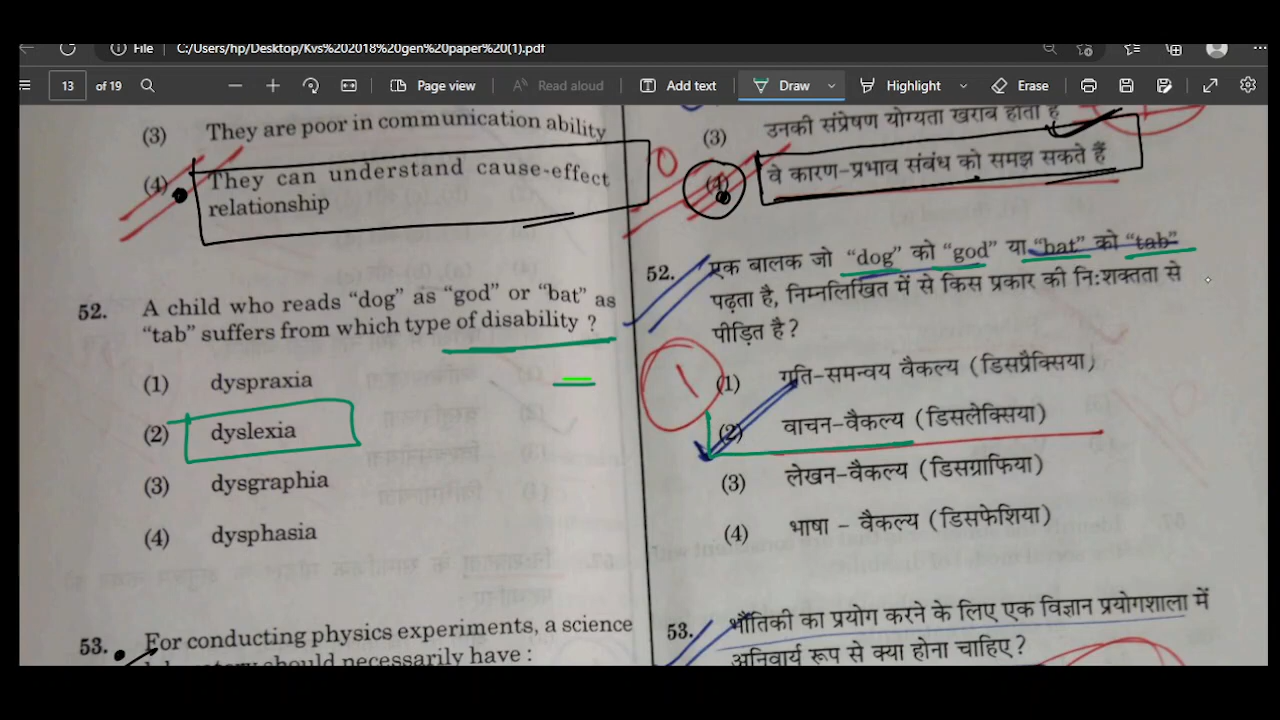 File
C:/Users/hp/Desktop/Kvs%202018%20gen%20paper%20(1).pdf
13 of 19
Page view
Read aloud
Add text
Draw
Highlight
Erase
(3) They are poor in communication ability
(4) They can understand cause-effect
relationship
52. A child who reads “dog” as “god” or “bat” as
“tab” suffers from which type of disability ?
(1) dyspraxia
(2) dyslexia
(3) dysgraphia
(4) dysphasia
53. For conducting physics experiments, a science
laboratory should necessarily have :
(3) उनकी संप्रेषण योग्यता खराब होती है
(4) वे कारण-प्रभाव संबंध को समझ सकते हैं
52. एक बालक जो “dog” को “god” या “bat” को “tab”
पढ़ता है, निम्नलिखित में से किस प्रकार की नि:शक्तता से
पीड़ित है ?
(1) गति-समन्वय वैकल्य (डिसप्रैक्सिया)
(2) वाचन-वैकल्य (डिसलेक्सिया)
(3) लेखन-वैकल्य (डिसग्राफिया)
(4) भाषा - वैकल्य (डिसफेशिया)
53. भौतिकी का प्रयोग करने के लिए एक विज्ञान प्रयोगशाला में
अनिवार्य रूप से क्या होना चाहिए ?